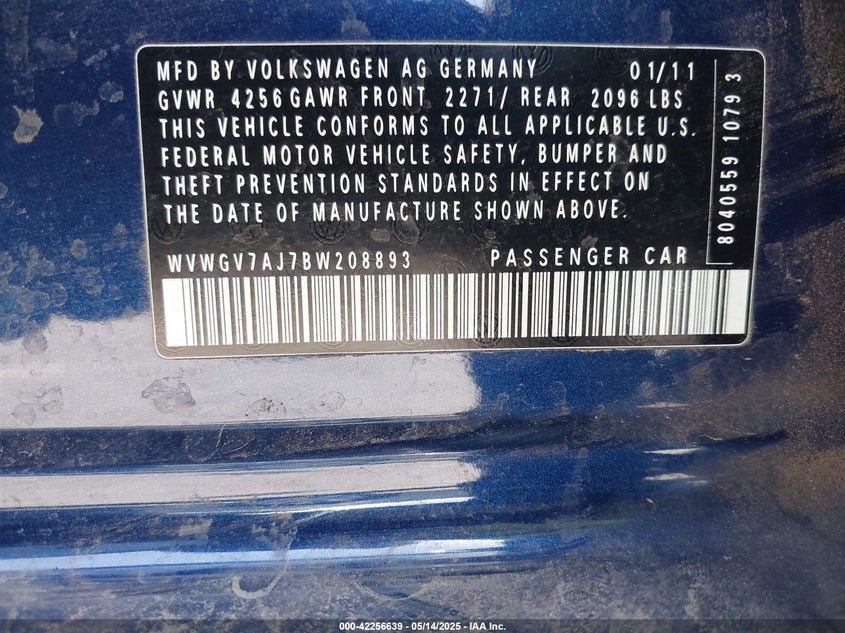 MFD BY VOLKSWAGEN AG GERMANY 01/11
GVWR 4256 GAWR FRONT 2271/ REAR 2096 LBS
THIS VEHICLE CONFORMS TO ALL APPLICABLE U.S.
FEDERAL MOTOR VEHICLE SAFETY, BUMPER AND
THEFT PREVENTION STANDARDS IN EFFECT ON
THE DATE OF MANUFACTURE SHOWN ABOVE.
WVWGV7AJ7BW208893 PASSENGER CAR
8040559 1079 3
000-42256639 - 05/14/2025 - IAA Inc.